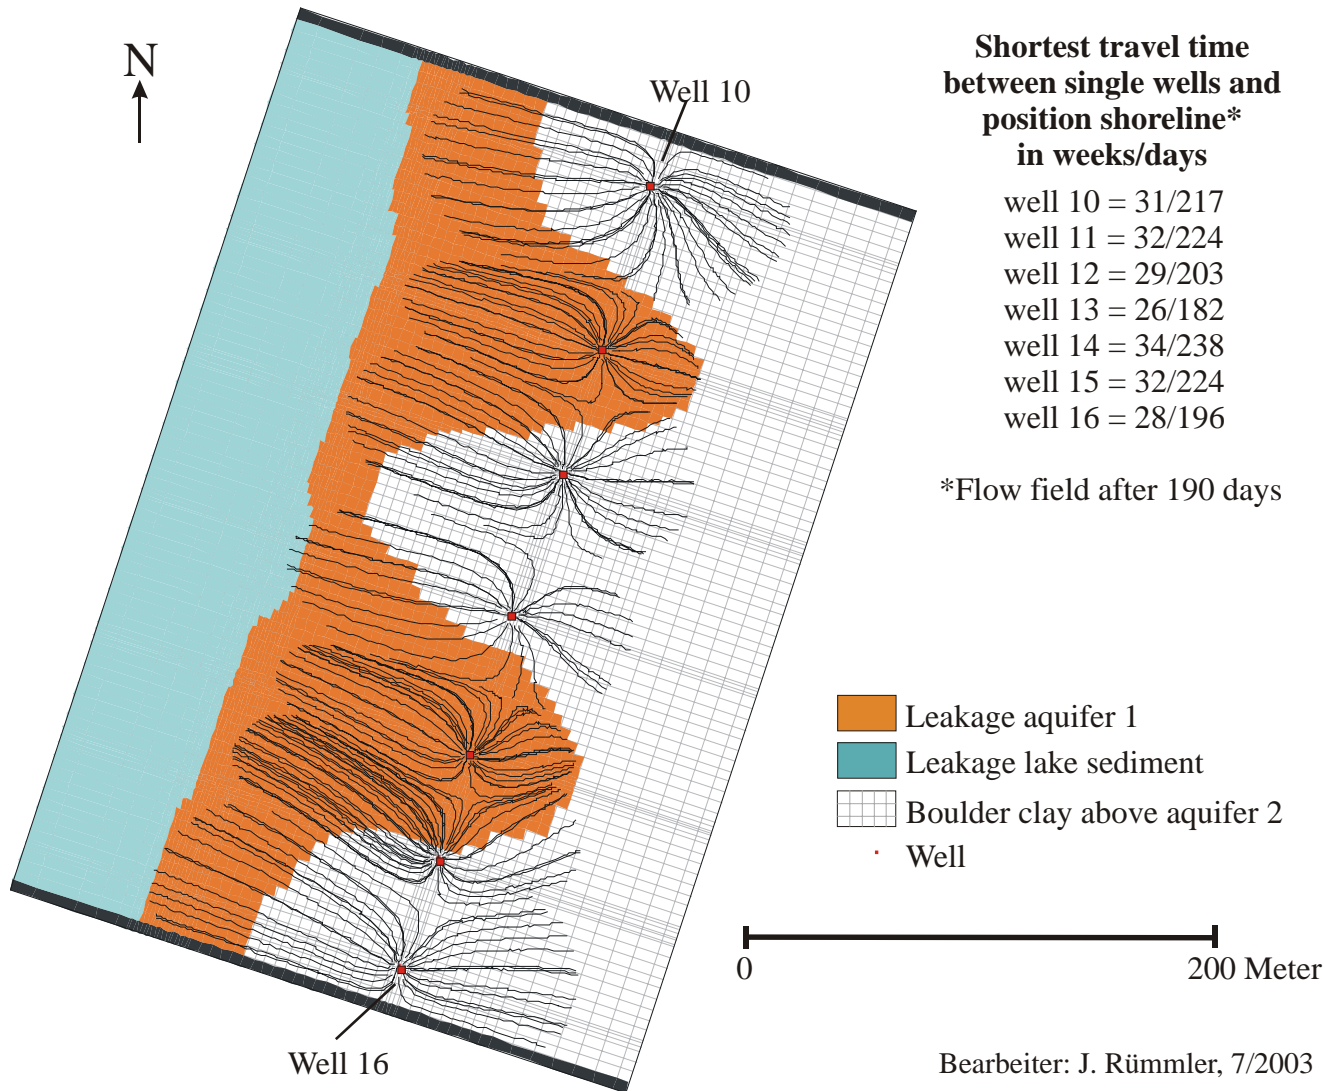 N
Well 10
Shortest travel time
between single wells and
position shoreline*
in weeks/days
well 10 = 31/217
well 11 = 32/224
well 12 = 29/203
well 13 = 26/182
well 14 = 34/238
well 15 = 32/224
well 16 = 28/196
*Flow field after 190 days
Leakage aquifer 1
Leakage lake sediment
Boulder clay above aquifer 2
Well
0
200 Meter
Well 16
Bearbeiter: J. Rümmler, 7/2003